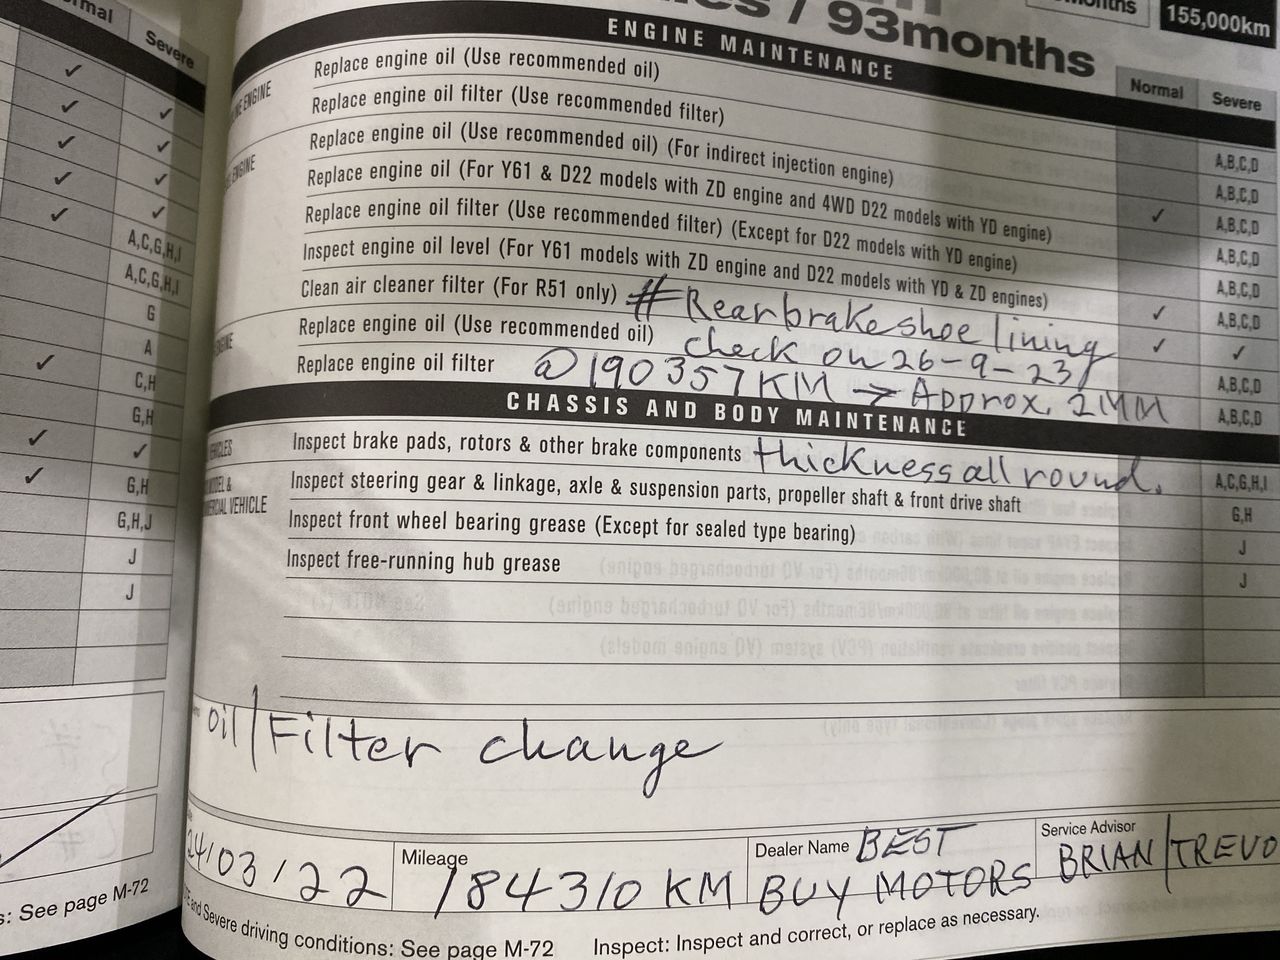 Severe
✓
✓ ✓
✓ ✓
✓ ✓
✓ ✓
A,C,G,H,I
A,C,G,H,I
G
A
✓ C,H
G,H
✓ ✓
✓ G,H
G,H,J
J
J
See page M-72
/ 93months
155,000km
ENGINE MAINTENANCE
Normal Severe
Replace engine oil (Use recommended oil) A,B,C,D
Replace engine oil filter (Use recommended filter) A,B,C,D
Replace engine oil (Use recommended oil) (For indirect injection engine) ✓ A,B,C,D
Replace engine oil (For Y61 & D22 models with ZD engine and 4WD D22 models with YD engine) A,B,C,D
Replace engine oil filter (Use recommended filter) (Except for D22 models with YD engine) A,B,C,D
Inspect engine oil level (For Y61 models with ZD engine and D22 models with YD & ZD engines) ✓ A,B,C,D
Clean air cleaner filter (For R51 only) # Rear brake shoe lining ✓ ✓
Replace engine oil (Use recommended oil) check on 26-9-23 A,B,C,D
Replace engine oil filter @190357KM → Approx. 2MM A,B,C,D
CHASSIS AND BODY MAINTENANCE
Inspect brake pads, rotors & other brake components thickness all round. A,C,G,H,I
Inspect steering gear & linkage, axle & suspension parts, propeller shaft & front drive shaft G,H
Inspect front wheel bearing grease (Except for sealed type bearing) J
Inspect free-running hub grease J
oil/Filter change
24/03/22
Mileage
184310 KM
Dealer Name BEST
BUY MOTORS
Service Advisor
BRIAN/TREVO
and Severe driving conditions: See page M-72 Inspect: Inspect and correct, or replace as necessary.